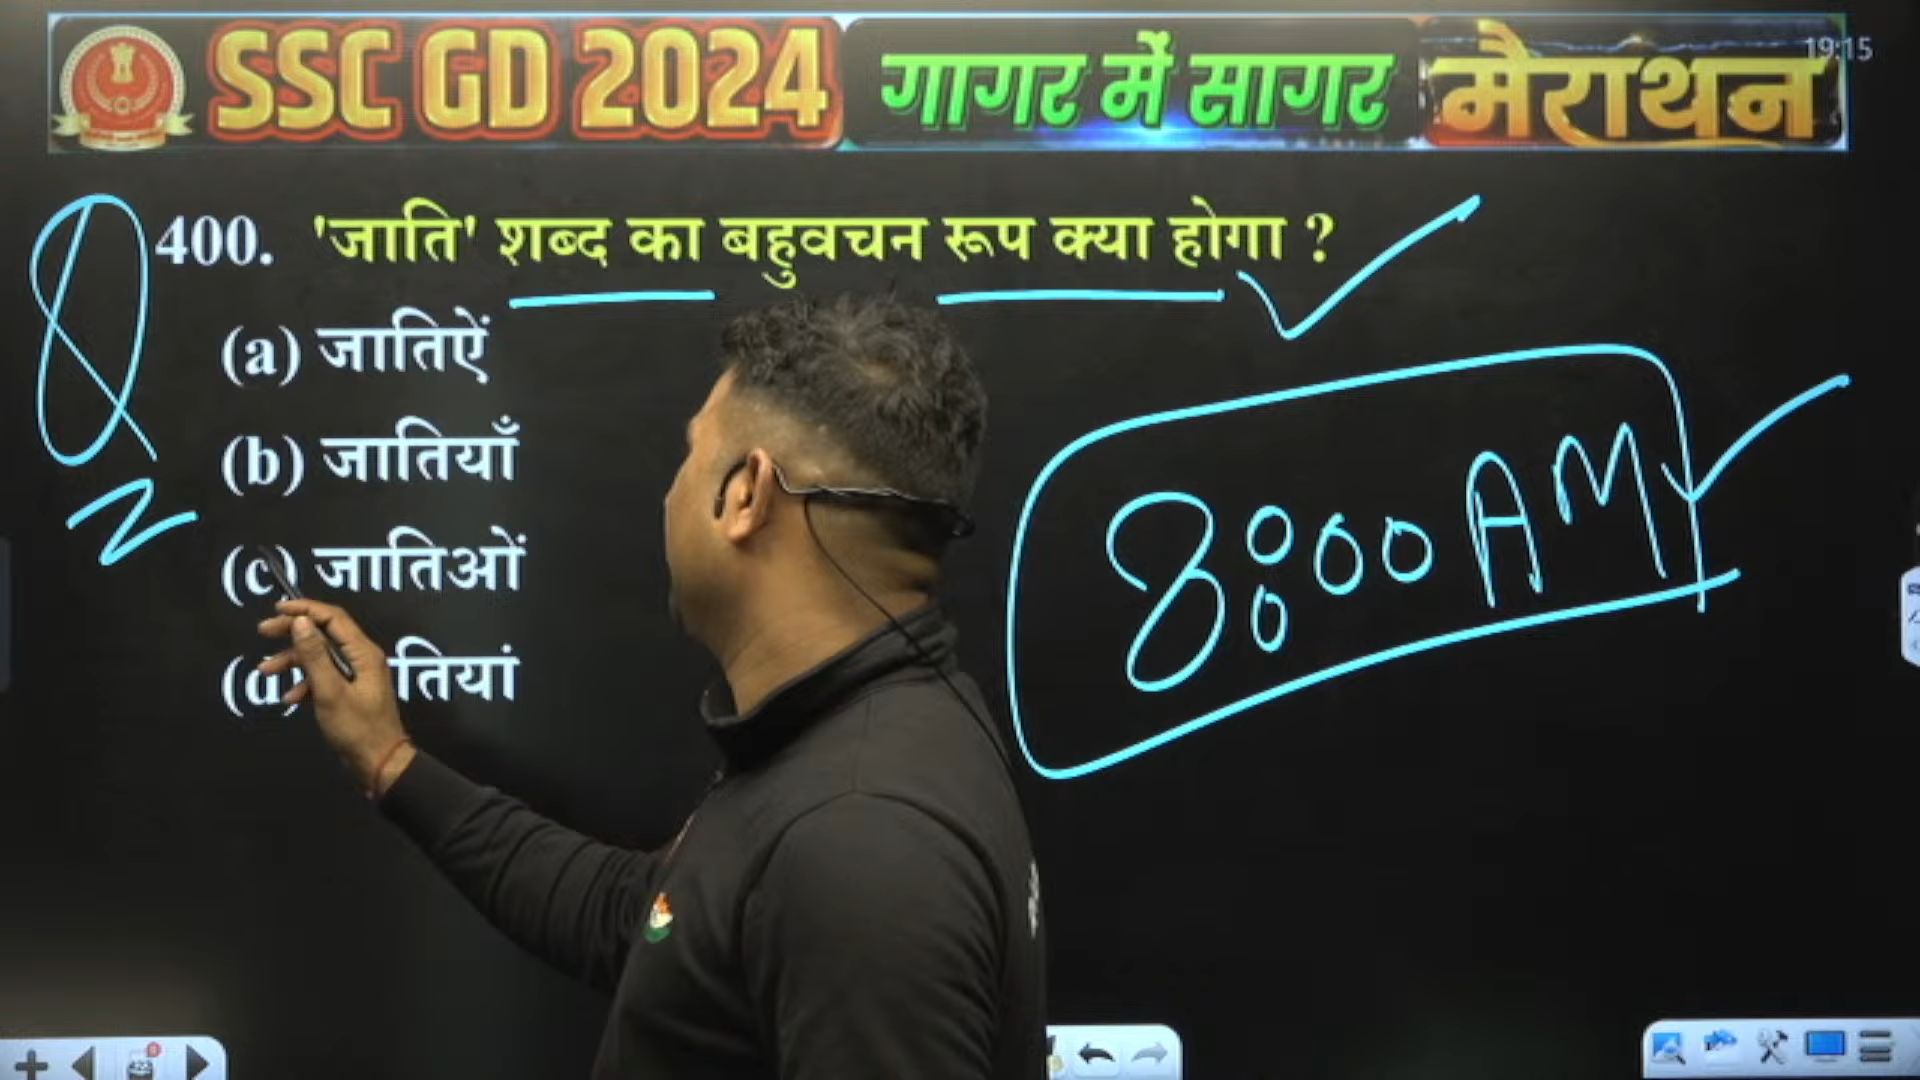 SSC GD 2024 गागर में सागर मैराथन
19:15
400. 'जाति' शब्द का बहुवचन रूप क्या होगा ?
(a) जातिऐं
(b) जातियाँ
(c) जातिओं
(d) तियां
8:00 AM